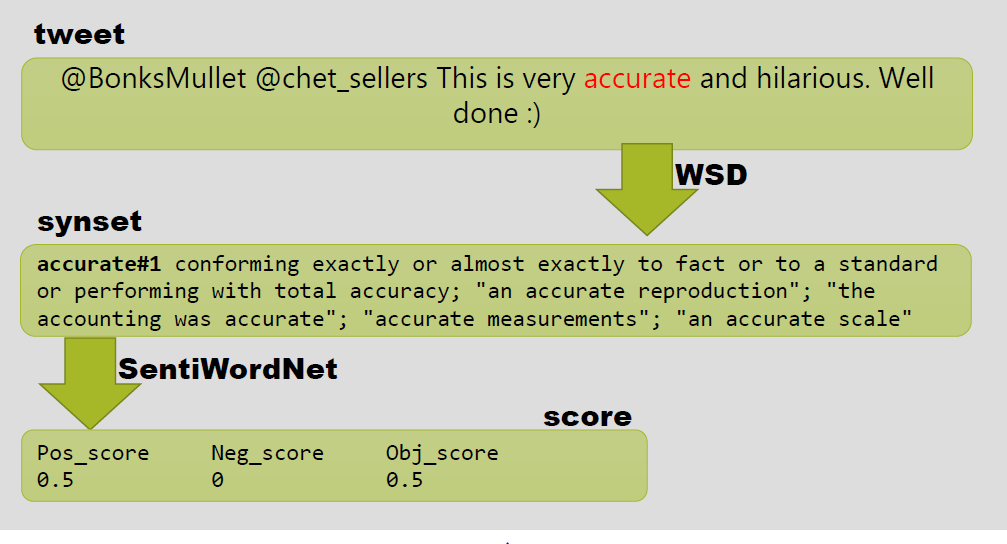 tweet
@BonksMullet @chet_sellers This is very accurate and hilarious. Well
done :)
WSD
synset
accurate#1 conforming exactly or almost exactly to fact or to a standard
or performing with total accuracy; "an accurate reproduction"; "the
accounting was accurate"; "accurate measurements"; "an accurate scale"
SentiWordNet
score
Pos_score Neg_score Obj_score
0.5 0 0.5